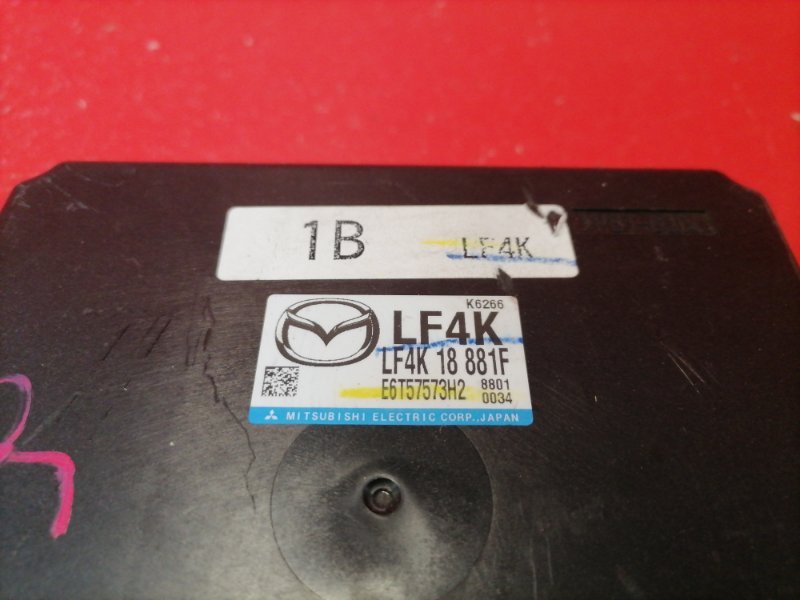 1B LF4K
K6266
LF4K
LF4K 18 881F
E6T57573H2 8801
0034
MITSUBISHI ELECTRIC CORP., JAPAN